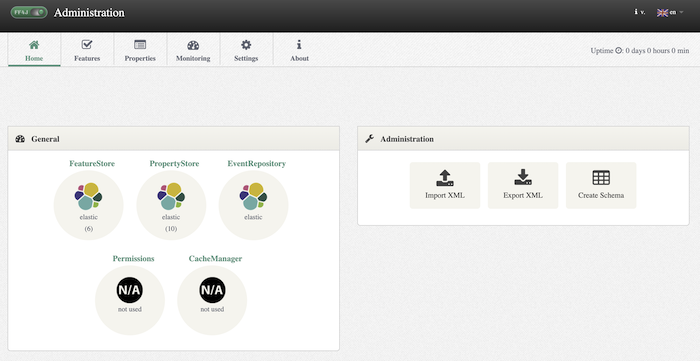 FF4J
Administration
v.
en
Home
Features
Properties
Monitoring
Settings
About
Uptime : 0 days 0 hours 0 min
General
FeatureStore
PropertyStore
EventRepository
elastic
elastic
elastic
(6)
(10)
Permissions
CacheManager
N/A
N/A
not used
not used
Administration
Import XML
Export XML
Create Schema